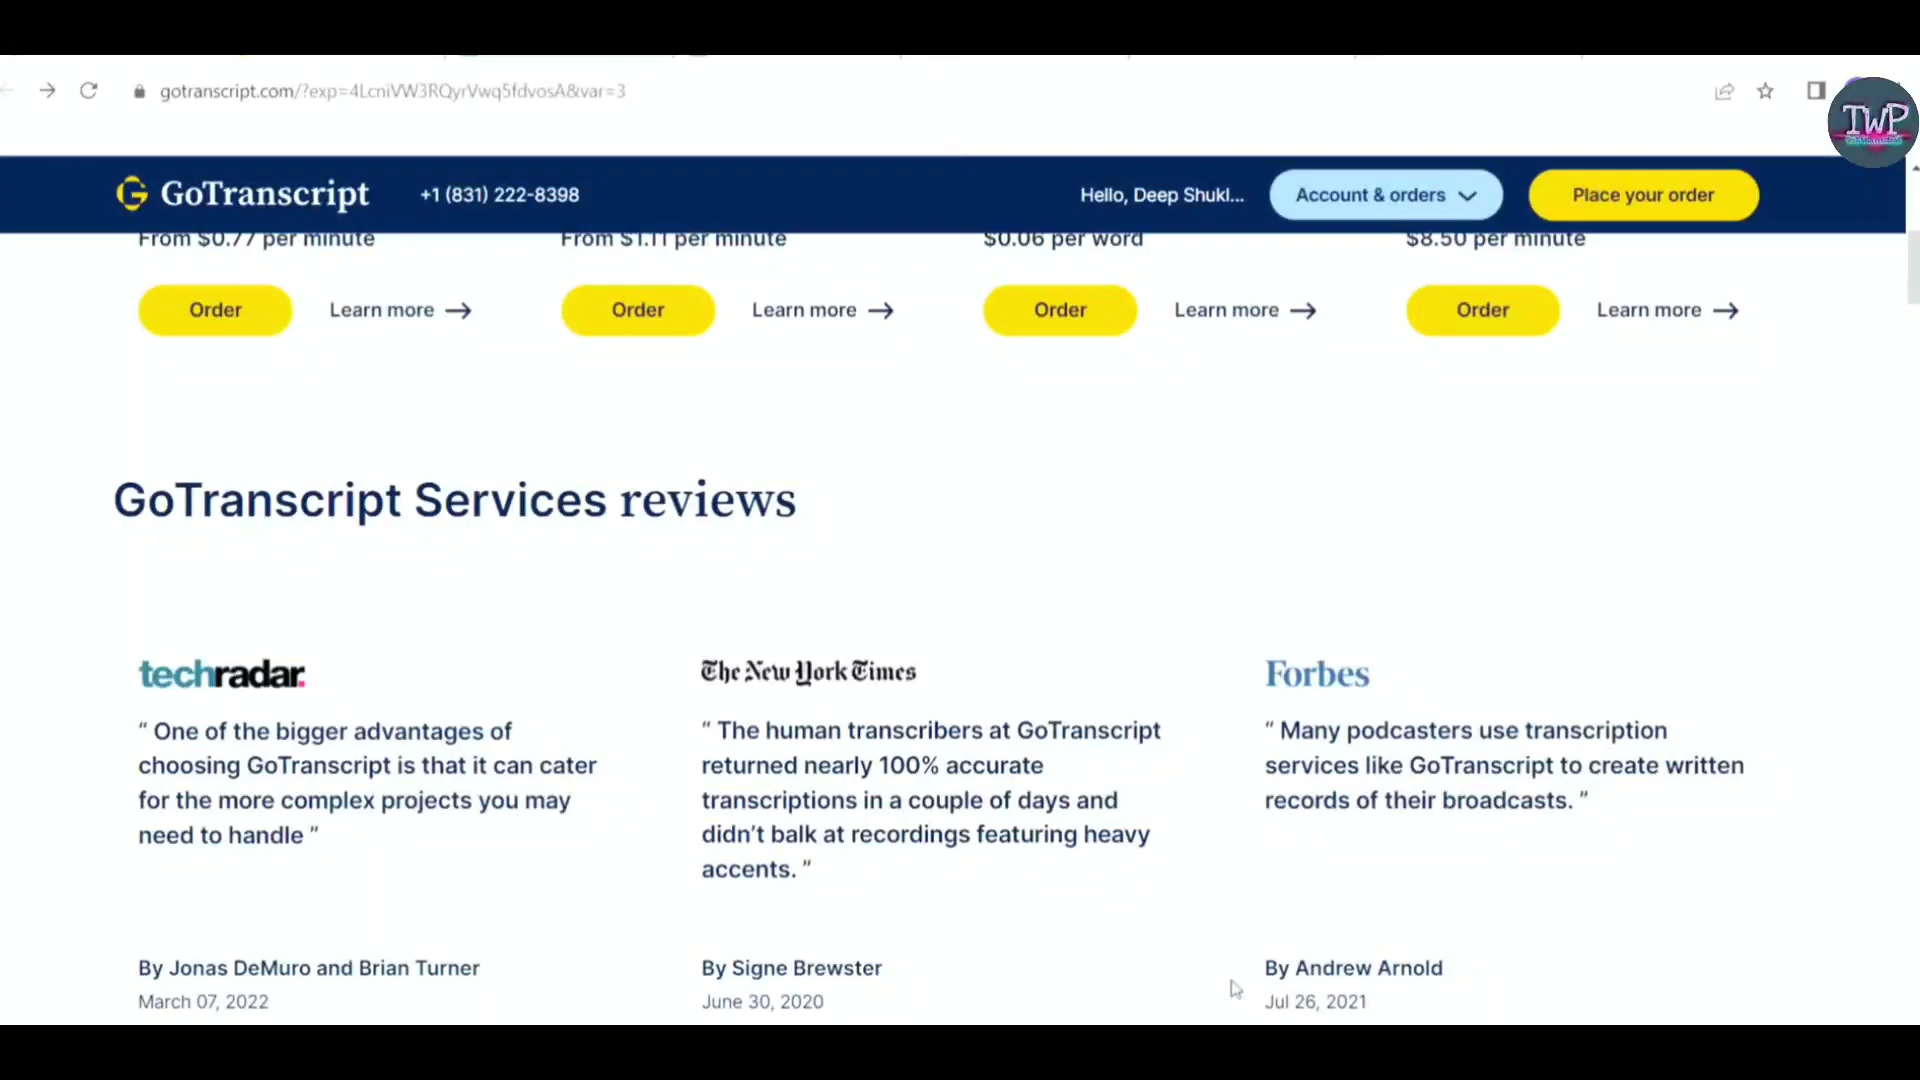 gotranscript.com/?exp=4LcniVW3RQyrVwq5fdvosA&var=3
TWP
GoTranscript +1 (831) 222-8398 Hello, Deep Shukl... Account & orders Place your order
From $0.77 per minute From $1.11 per minute $0.06 per word $8.50 per minute
Order Learn more → Order Learn more → Order Learn more → Order Learn more →
GoTranscript Services reviews
techradar. The New York Times Forbes
“ One of the bigger advantages of
choosing GoTranscript is that it can cater
for the more complex projects you may
need to handle ”
“ The human transcribers at GoTranscript
returned nearly 100% accurate
transcriptions in a couple of days and
didn’t balk at recordings featuring heavy
accents. ”
“ Many podcasters use transcription
services like GoTranscript to create written
records of their broadcasts. ”
By Jonas DeMuro and Brian Turner
March 07, 2022
By Signe Brewster
June 30, 2020
By Andrew Arnold
Jul 26, 2021